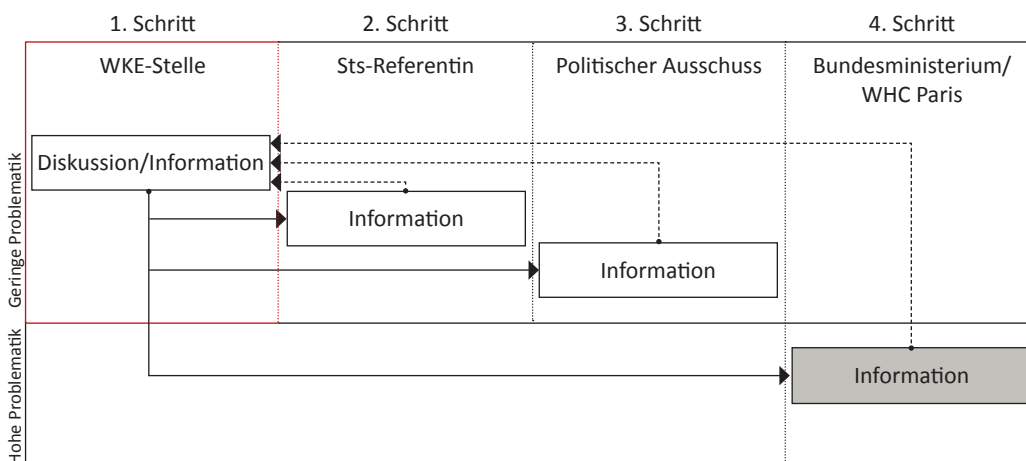 1. Schritt
2. Schritt
3. Schritt
4. Schritt
WKE-Stelle
Sts-Referentin
Politischer Ausschuss
Bundesministerium/
WHC Paris
Geringe Problematik
Diskussion/Information
Information
Information
Hohe Problematik
Information